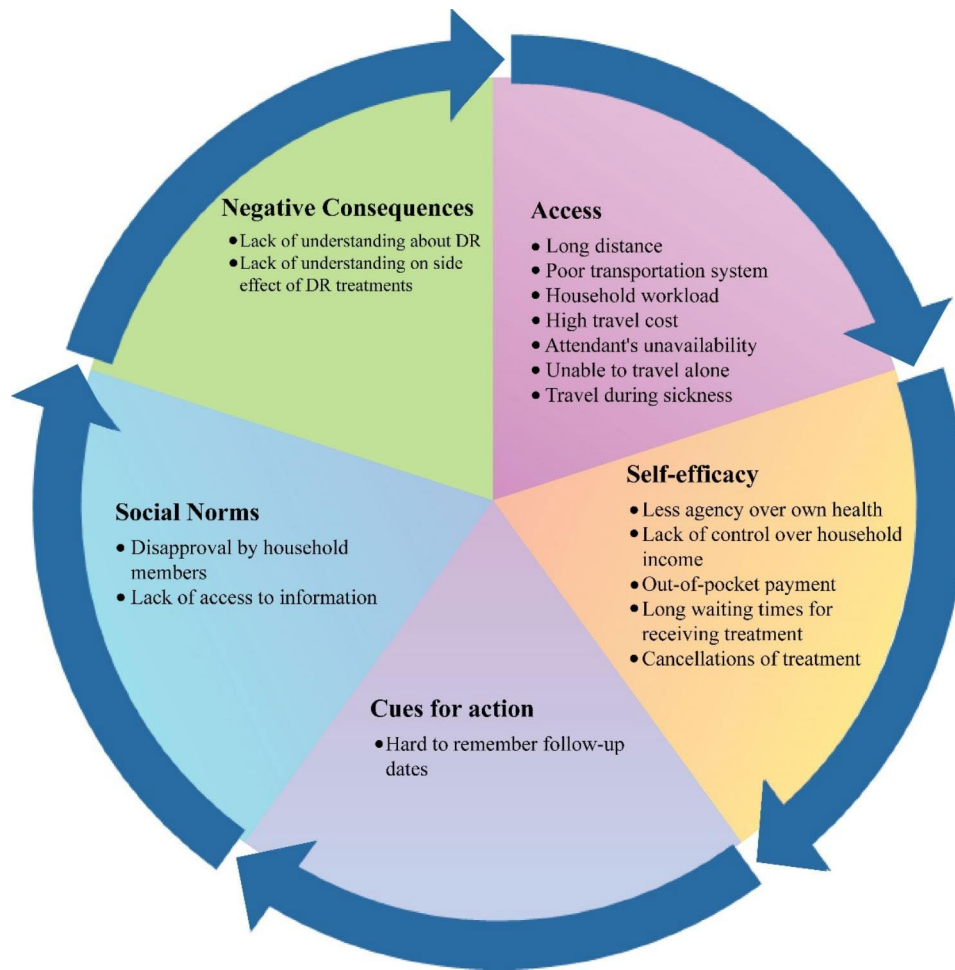 Negative Consequences
• Lack of understanding about DR
• Lack of understanding on side
effect of DR treatments
Access
• Long distance
• Poor transportation system
• Household workload
• High travel cost
• Attendant's unavailability
• Unable to travel alone
• Travel during sickness
Self-efficacy
• Less agency over own health
• Lack of control over household
income
• Out-of-pocket payment
• Long waiting times for
receiving treatment
• Cancellations of treatment
Cues for action
• Hard to remember follow-up
dates
Social Norms
• Disapproval by household
members
• Lack of access to information